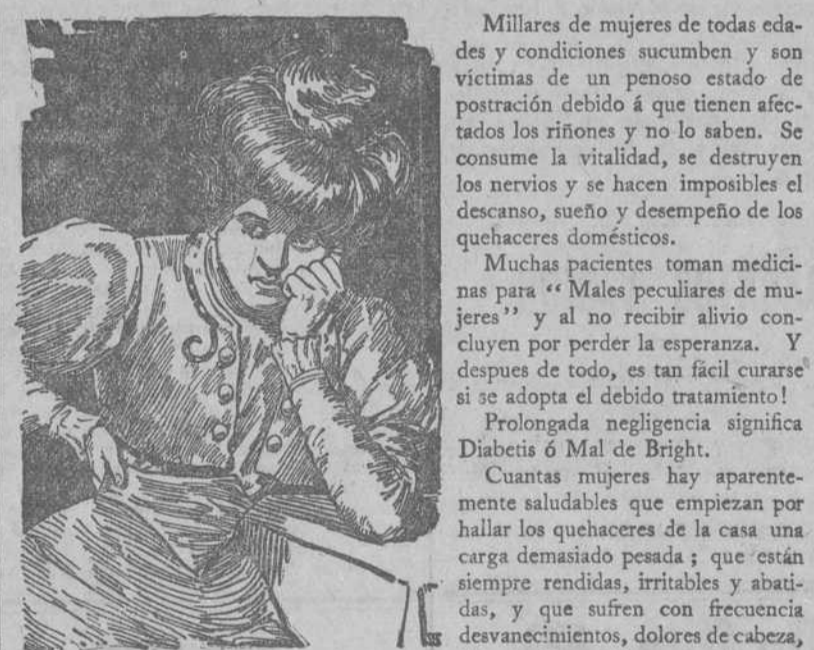 Millares de mujeres de todas eda-
des y condiciones sucumben y son
víctimas de un penoso estado de
postración debido á que tienen afec-
tados los riñones y no lo saben. Se
consume la vitalidad, se destruyen
los nervios y se hacen imposibles el
descanso, sueño y desempeño de los
quehaceres domésticos.
Muchas pacientes toman medici-
nas para “ Males peculiares de mu-
jeres ” y al no recibir alivio con-
cluyen por perder la esperanza. Y
despues de todo, es tan fácil curarse
si se adopta el debido tratamiento!
Prolongada negligencia significa
Diabetis ó Mal de Bright.
Cuantas mujeres hay aparente-
mente saludables que empiezan por
hallar los quehaceres de la casa una
carga demasiado pesada ; que están
siempre rendidas, irritables y abati-
das, y que sufren con frecuencia
desvanecimientos, dolores de cabeza,